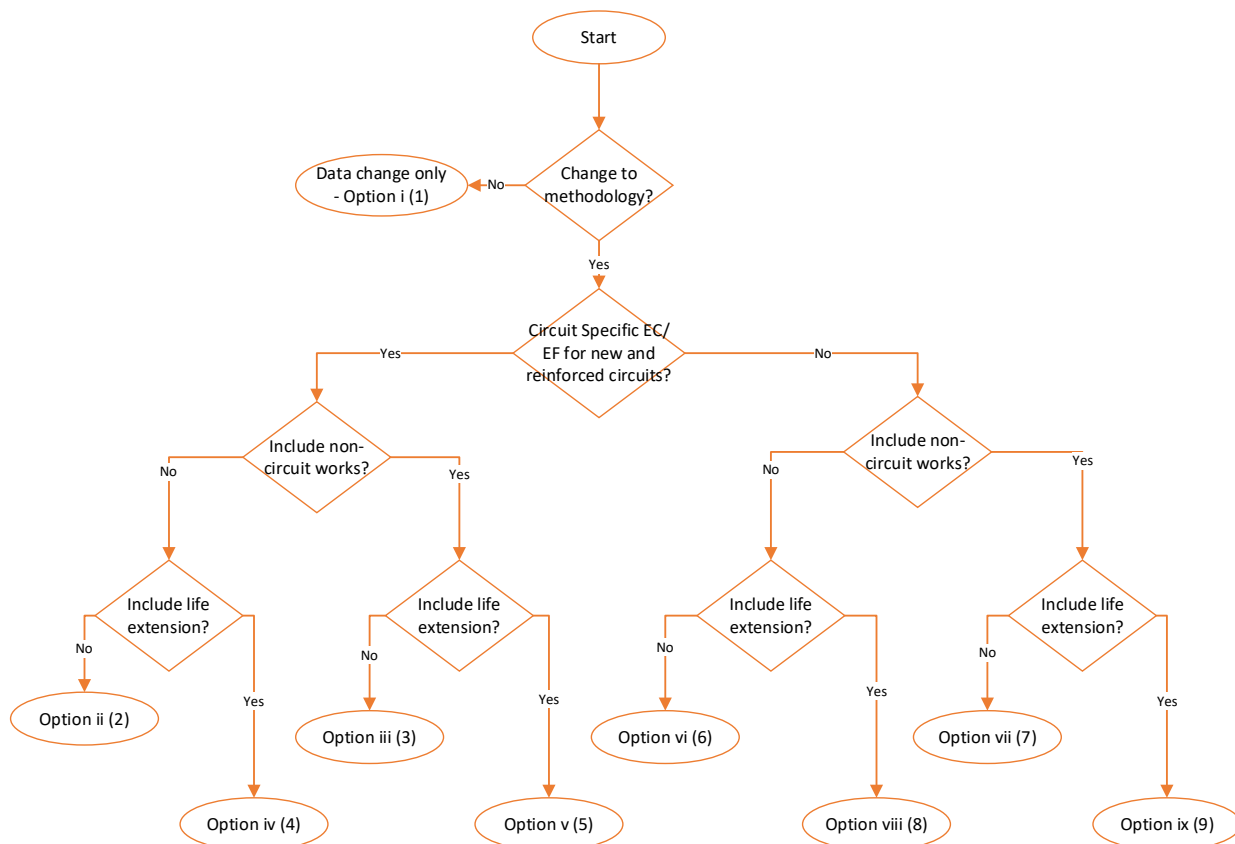 Start
Change to
methodology?
No
Data change only
- Option i (1)
Yes
Circuit Specific EC/
EF for new and
reinforced circuits?
Yes
No
Include non-
circuit works?
Include non-
circuit works?
No
Yes
No
Yes
Include life
extension?
Include life
extension?
Include life
extension?
Include life
extension?
No
No
No
No
Yes
Yes
Yes
Yes
Option ii (2)
Option iii (3)
Option vi (6)
Option vii (7)
Option iv (4)
Option v (5)
Option viii (8)
Option ix (9)